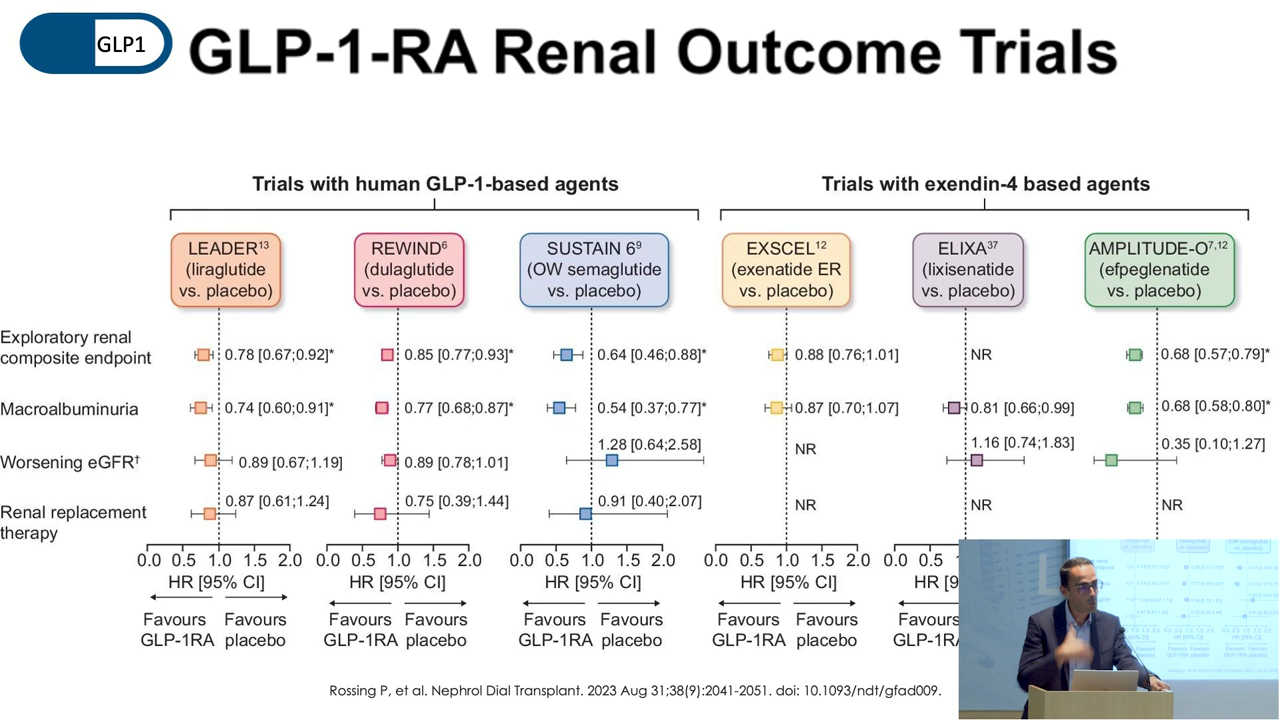 GLP1
GLP-1-RA Renal Outcome Trials
Trials with human GLP-1-based agents
Trials with exendin-4 based agents
LEADER13
(liraglutide
vs. placebo)
REWIND6
(dulaglutide
vs. placebo)
SUSTAIN 69
(OW semaglutide
vs. placebo)
EXSCEL12
(exenatide ER
vs. placebo)
ELIXA37
(lixisenatide
vs. placebo)
AMPLITUDE-O7,12
(efpeglenatide
vs. placebo)
Exploratory renal
composite endpoint
0.78 [0.67;0.92]*
0.85 [0.77;0.93]*
0.64 [0.46;0.88]*
0.88 [0.76;1.01]
NR
0.68 [0.57;0.79]*
Macroalbuminuria
0.74 [0.60;0.91]*
0.77 [0.68;0.87]*
0.54 [0.37;0.77]*
0.87 [0.70;1.07]
0.81 [0.66;0.99]
0.68 [0.58;0.80]*
Worsening eGFR†
0.89 [0.67;1.19]
0.89 [0.78;1.01]
1.28 [0.64;2.58]
NR
1.16 [0.74;1.83]
0.35 [0.10;1.27]
Renal replacement
therapy
0.87 [0.61;1.24]
0.75 [0.39;1.44]
0.91 [0.40;2.07]
NR
NR
NR
0.0 0.5 1.0 1.5 2.0
HR [95% CI]
Favours
GLP-1RA
Favours
placebo
0.0 0.5 1.0 1.5 2.0
HR [95% CI]
Favours
GLP-1RA
Favours
placebo
0.0 0.5 1.0 1.5 2.0
HR [95% CI]
Favours
GLP-1RA
Favours
placebo
0.0 0.5 1.0 1.5 2.0
HR [95% CI]
Favours
GLP-1RA
Favours
placebo
0.0 0.5
HR [9
Favours
GLP-1RA
Rossing P, et al. Nephrol Dial Transplant. 2023 Aug 31;38(9):2041-2051. doi: 10.1093/ndt/gfad009.